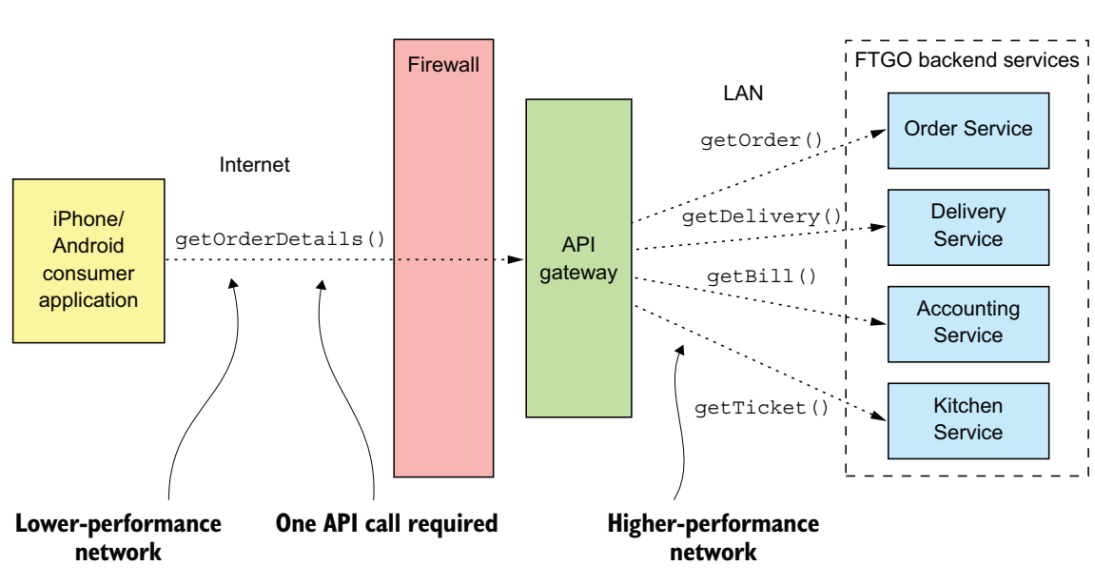 Firewall
FTGO backend services
LAN
Order Service
getOrder()
Internet
iPhone/
Android
consumer
application
getOrderDetails()
API
gateway
getDelivery()
Delivery
Service
getBill()
Accounting
Service
getTicket()
Kitchen
Service
Lower-performance
network
One API call required
Higher-performance
network